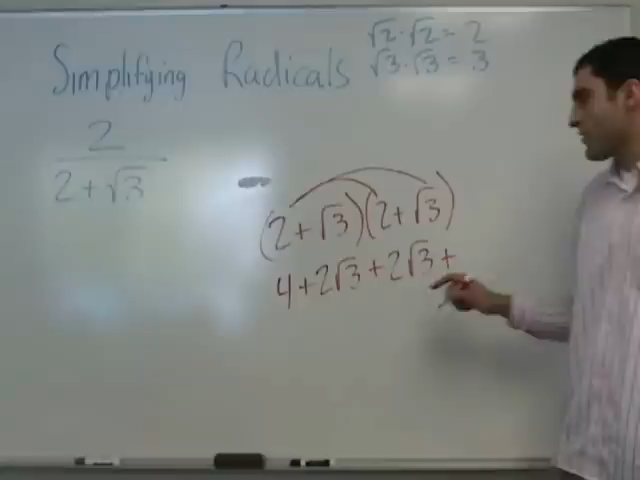 √2 · √2 = 2
Simplifying Radicals √3 · √3 = 3
2
2 + √3
(2 + √3)(2 + √3)
4 + 2√3 + 2√3 +